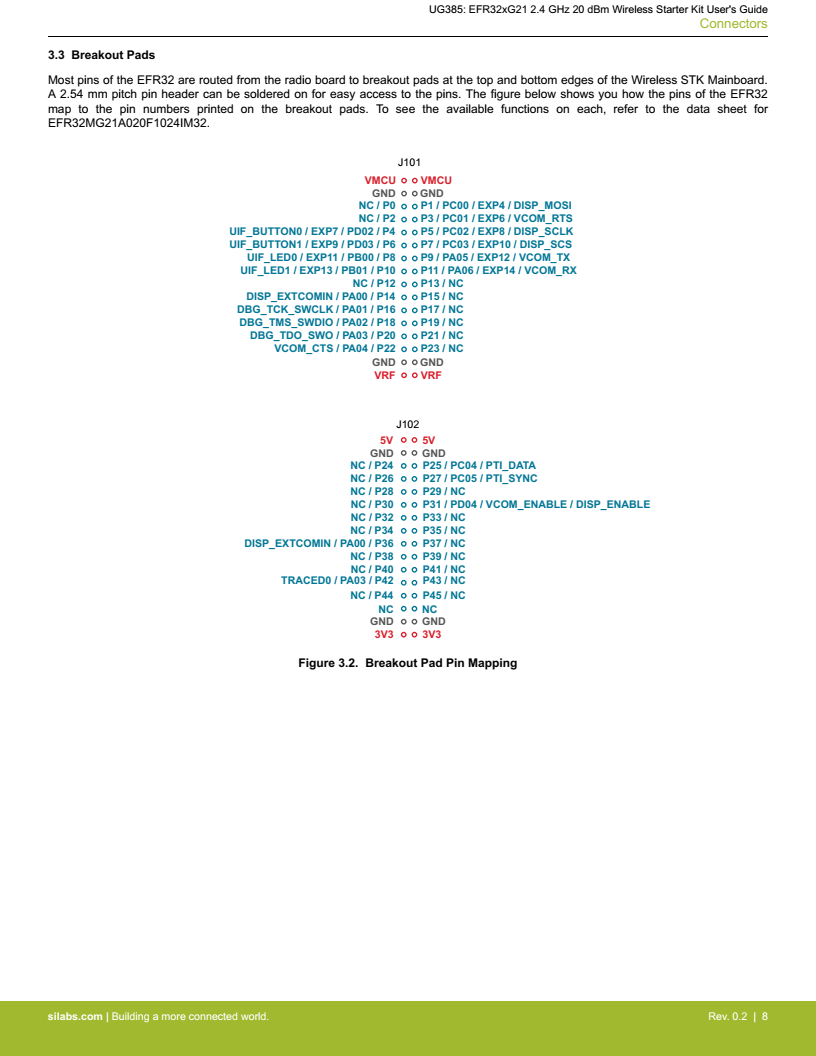 UG385: EFR32xG21 2.4 GHz 20 dBm Wireless Starter Kit User's Guide
Connectors
3.3 Breakout Pads
Most pins of the EFR32 are routed from the radio board to breakout pads at the top and bottom edges of the Wireless STK Mainboard.
A 2.54 mm pitch pin header can be soldered on for easy access to the pins. The figure below shows you how the pins of the EFR32
map to the pin numbers printed on the breakout pads. To see the available functions on each, refer to the data sheet for
EFR32MG21A020F1024IM32.
J101
VMCU VMCU
GND GND
NC / P0 P1 / PC00 / EXP4 / DISP_MOSI
NC / P2 P3 / PC01 / EXP6 / VCOM_RTS
UIF_BUTTON0 / EXP7 / PD02 / P4 P5 / PC02 / EXP8 / DISP_SCLK
UIF_BUTTON1 / EXP9 / PD03 / P6 P7 / PC03 / EXP10 / DISP_SCS
UIF_LED0 / EXP11 / PB00 / P8 P9 / PA05 / EXP12 / VCOM_TX
UIF_LED1 / EXP13 / PB01 / P10 P11 / PA06 / EXP14 / VCOM_RX
NC / P12 P13 / NC
DISP_EXTCOMIN / PA00 / P14 P15 / NC
DBG_TCK_SWCLK / PA01 / P16 P17 / NC
DBG_TMS_SWDIO / PA02 / P18 P19 / NC
DBG_TDO_SWO / PA03 / P20 P21 / NC
VCOM_CTS / PA04 / P22 P23 / NC
GND GND
VRF VRF
J102
5V 5V
GND GND
NC / P24 P25 / PC04 / PTI_DATA
NC / P26 P27 / PC05 / PTI_SYNC
NC / P28 P29 / NC
NC / P30 P31 / PD04 / VCOM_ENABLE / DISP_ENABLE
NC / P32 P33 / NC
NC / P34 P35 / NC
DISP_EXTCOMIN / PA00 / P36 P37 / NC
NC / P38 P39 / NC
NC / P40 P41 / NC
TRACED0 / PA03 / P42 P43 / NC
NC / P44 P45 / NC
NC NC
GND GND
3V3 3V3
Figure 3.2. Breakout Pad Pin Mapping
silabs.com | Building a more connected world. Rev. 0.2 | 8